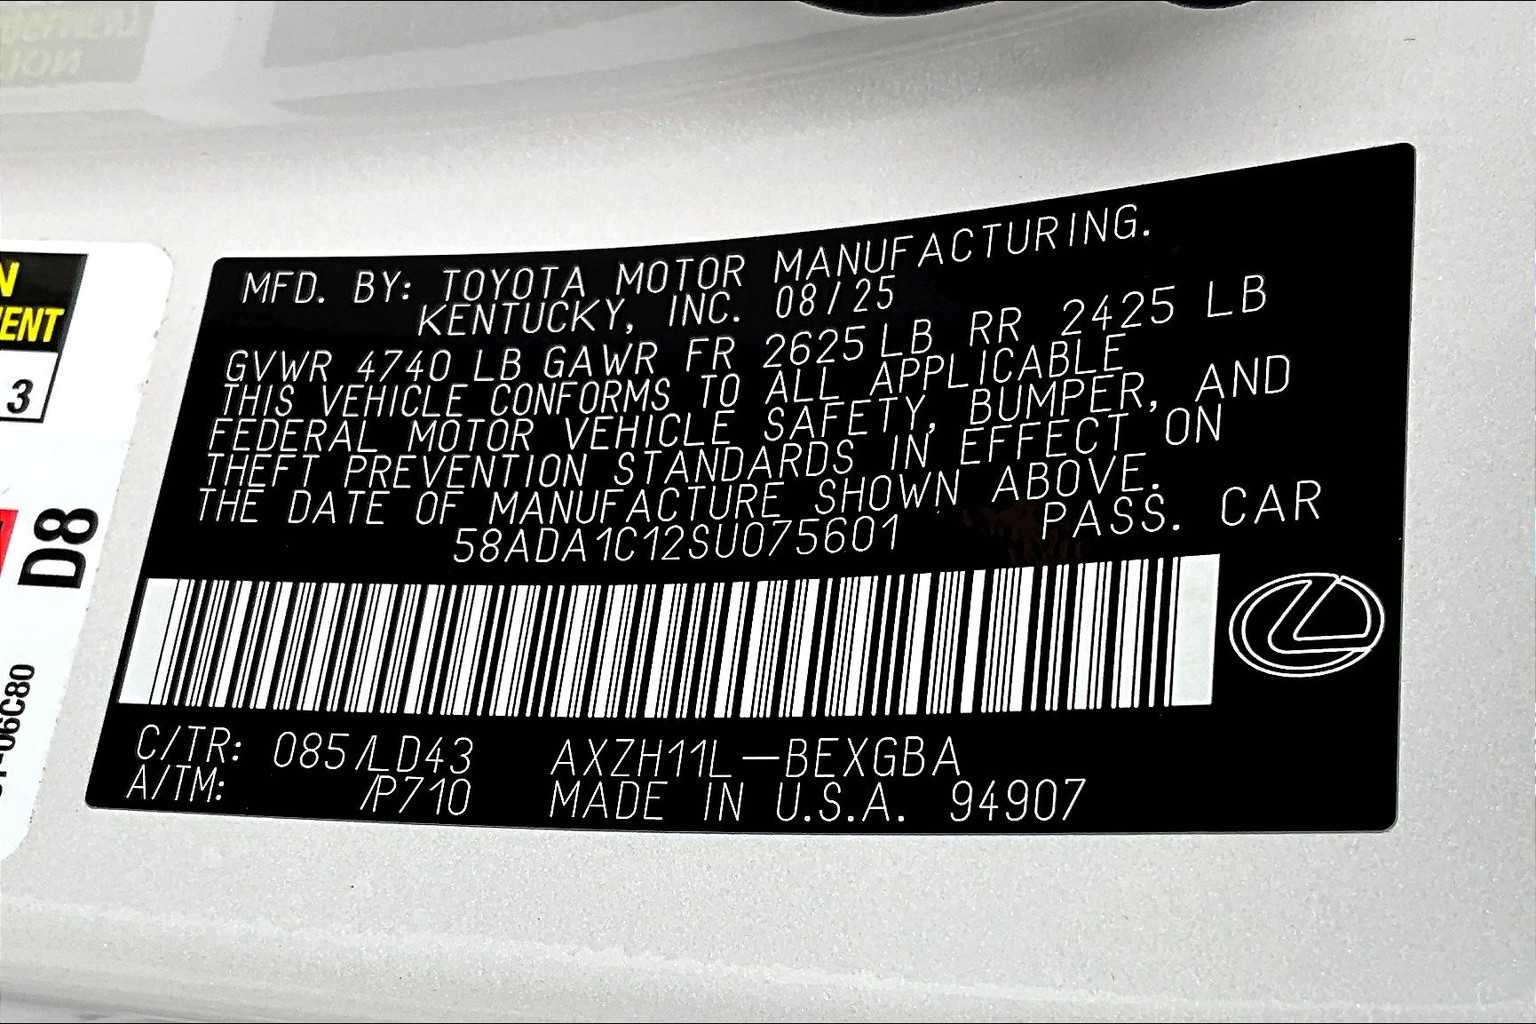 MFD. BY: TOYOTA MOTOR MANUFACTURING.
KENTUCKY, INC. 08/25
GVWR 4740 LB GAWR FR 2625 LB RR 2425 LB
THIS VEHICLE CONFORMS TO ALL APPLICABLE
FEDERAL MOTOR VEHICLE SAFETY, BUMPER, AND
THEFT PREVENTION STANDARDS IN EFFECT ON
THE DATE OF MANUFACTURE SHOWN ABOVE.
58ADA1C12SU075601 PASS. CAR
C/TR: 085/LD43 AXZH11L-BEXGBA
A/TM: /P710 MADE IN U.S.A. 94907
3
D8